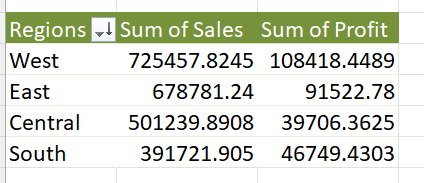 Regions Sum of Sales Sum of Profit
West 725457.8245 108418.4489
East 678781.24 91522.78
Central 501239.8908 39706.3625
South 391721.905 46749.4303